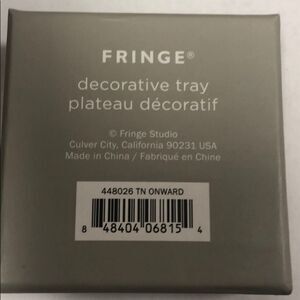 FRINGE®
decorative tray
plateau décoratif
© Fringe Studio
Culver City, California 90231 USA
Made in China / Fabriqué en Chine
448026 TN ONWARD
8 48404 06815 4